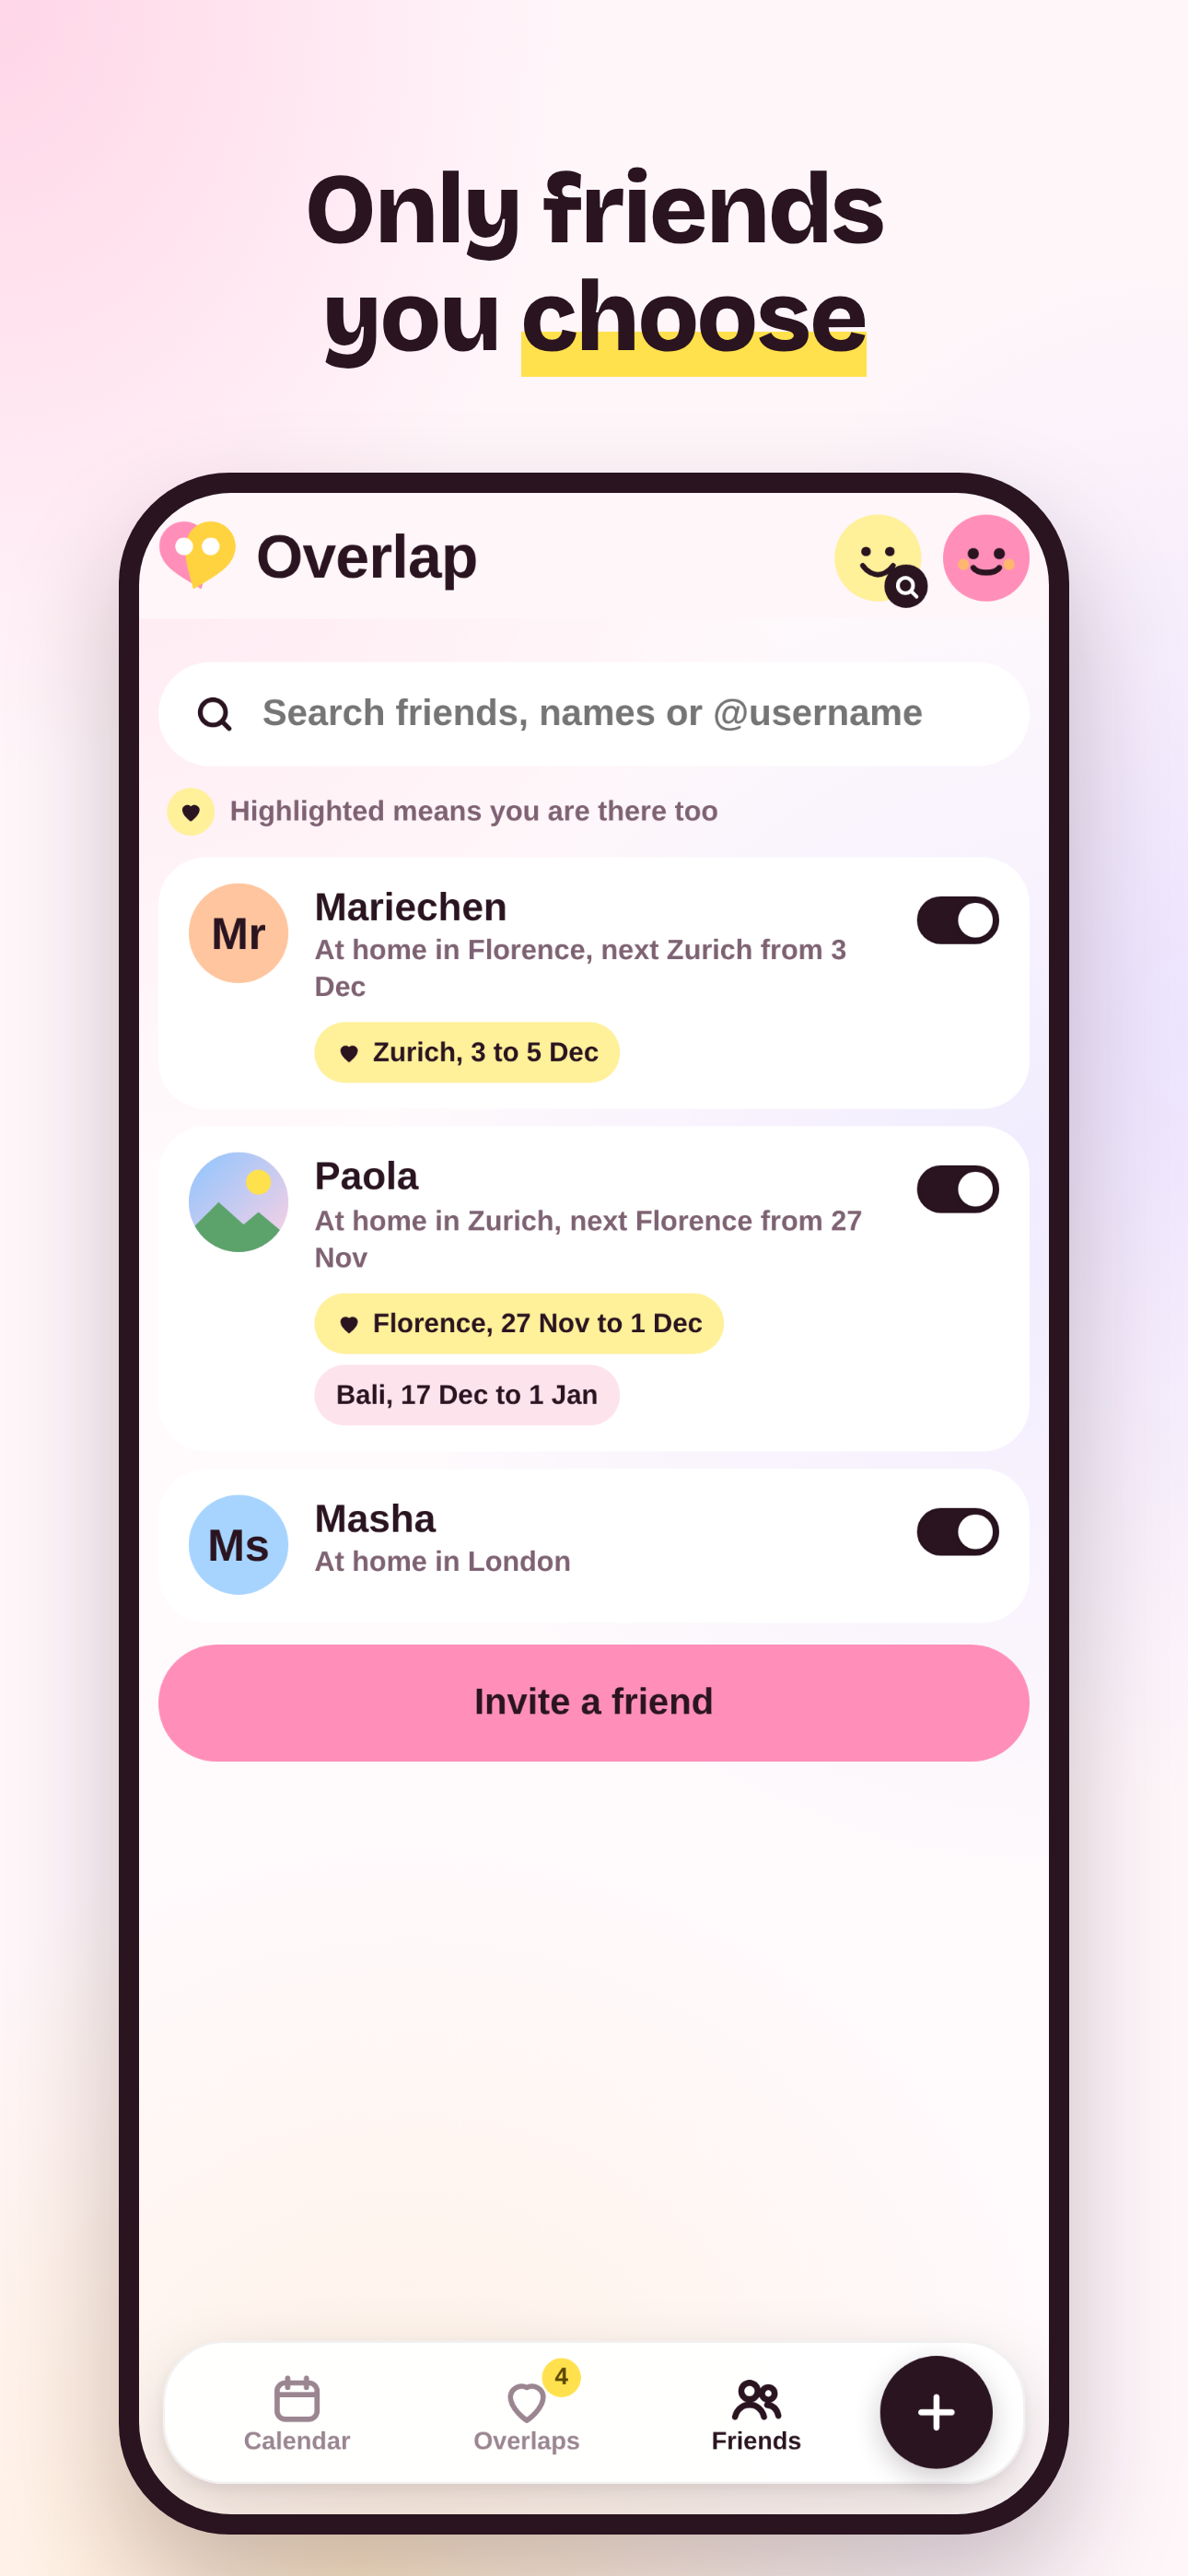 Only friends
you choose
Overlap
Search friends, names or @username
Highlighted means you are there too
Mr
Mariechen
At home in Florence, next Zurich from 3
Dec
Zurich, 3 to 5 Dec
Paola
At home in Zurich, next Florence from 27
Nov
Florence, 27 Nov to 1 Dec
Bali, 17 Dec to 1 Jan
Ms
Masha
At home in London
Invite a friend
4
Calendar
Overlaps
Friends